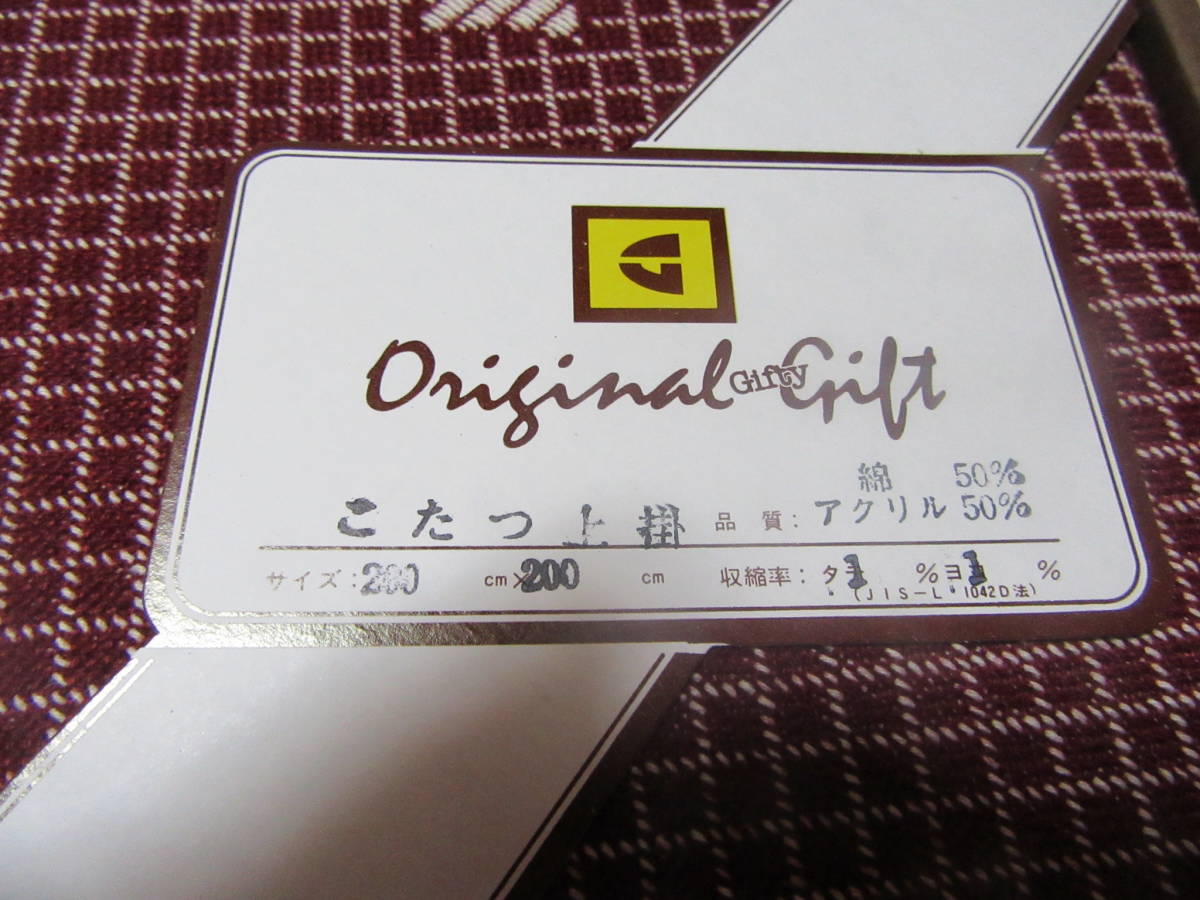 Original Gift
Gifty
こたつ上掛
品質: 綿 50%
アクリル 50%
サイズ: 200 cm × 200 cm
収縮率: タテ 1 % ヨコ 1 %
(JIS-L・1042D法)